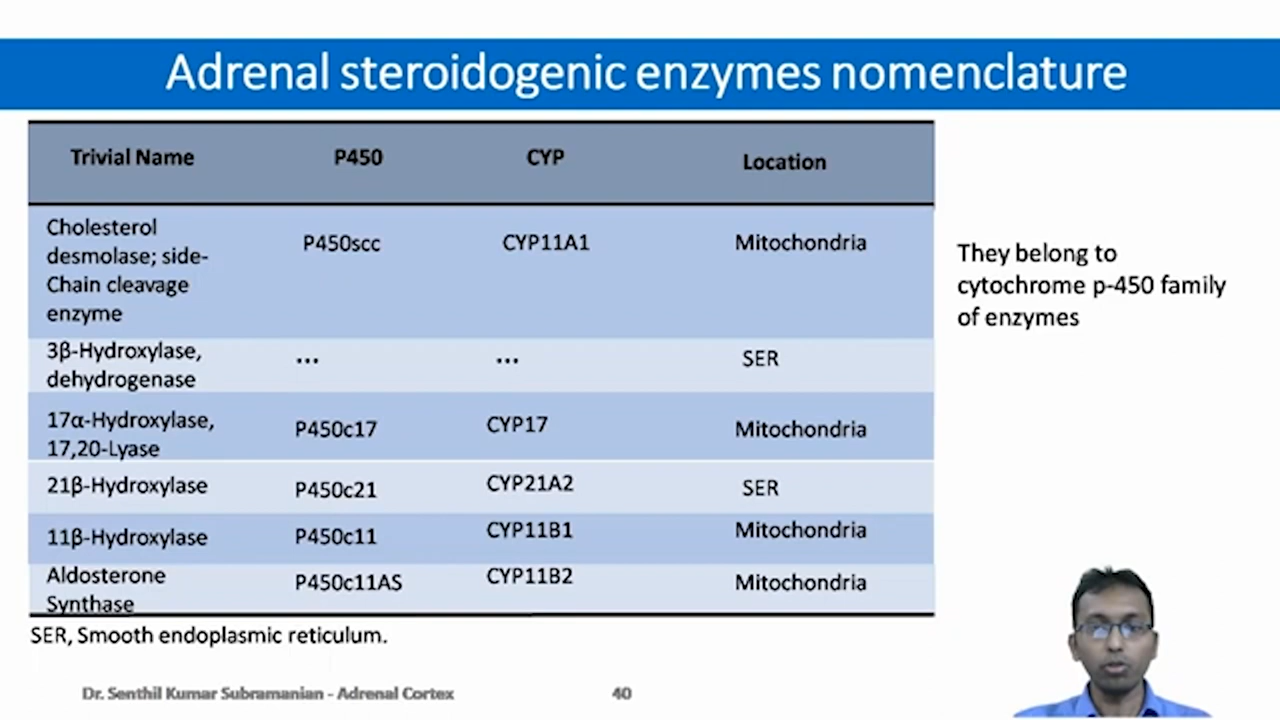 Adrenal steroidogenic enzymes nomenclature
Trivial Name P450 CYP Location
Cholesterol
desmolase; side-
Chain cleavage
enzyme
P450scc CYP11A1 Mitochondria
3β-Hydroxylase,
dehydrogenase
... ... SER
17α-Hydroxylase,
17,20-Lyase
P450c17 CYP17 Mitochondria
21β-Hydroxylase P450c21 CYP21A2 SER
11β-Hydroxylase P450c11 CYP11B1 Mitochondria
Aldosterone
Synthase
P450c11AS CYP11B2 Mitochondria
They belong to
cytochrome p-450 family
of enzymes
SER, Smooth endoplasmic reticulum.
Dr. Senthil Kumar Subramanian - Adrenal Cortex 40